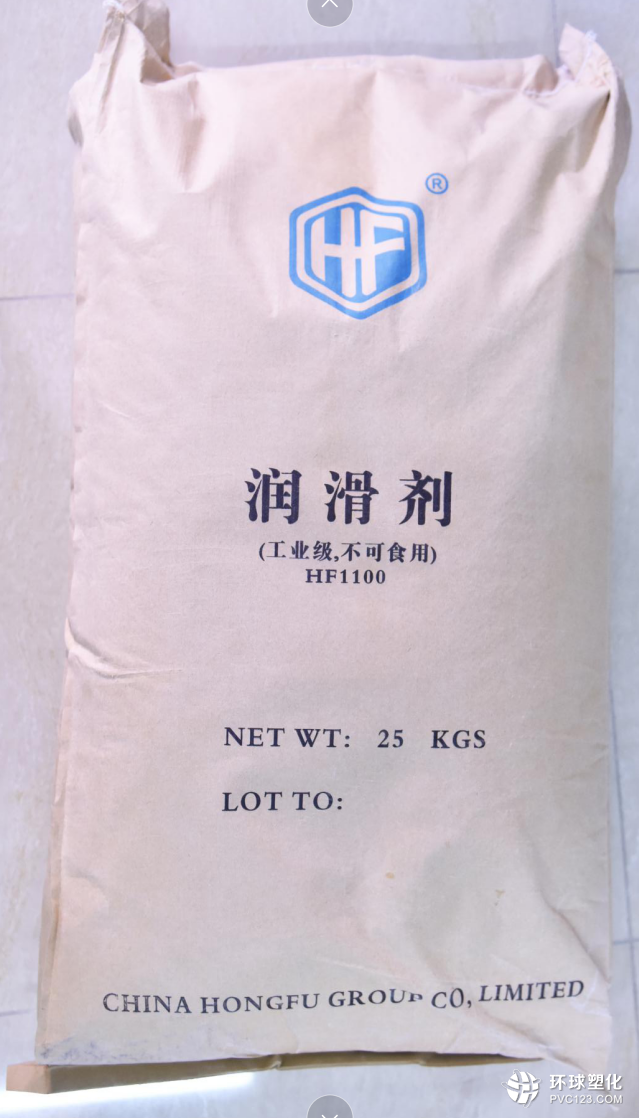 HF®
润滑剂
(工业级,不可食用)
HF1100
NET WT: 25 KGS
LOT TO:
CHINA HONGFU GROUP CO, LIMITED
环球塑化
PVC123.COM